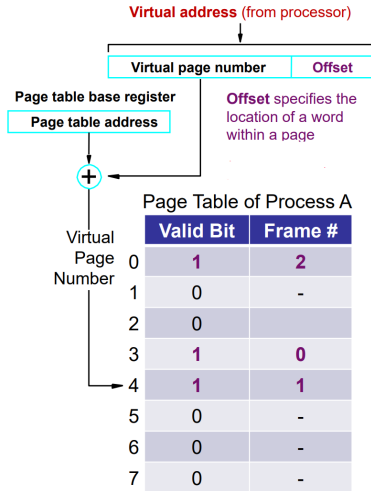 Virtual address (from processor)
Virtual page number Offset
Page table base register
Page table address
Offset specifies the
location of a word
within a page
+
Page Table of Process A
Virtual
Page
Number
Valid Bit Frame #
0 1 2
1 0 -
2 0
3 1 0
4 1 1
5 0 -
6 0 -
7 0 -